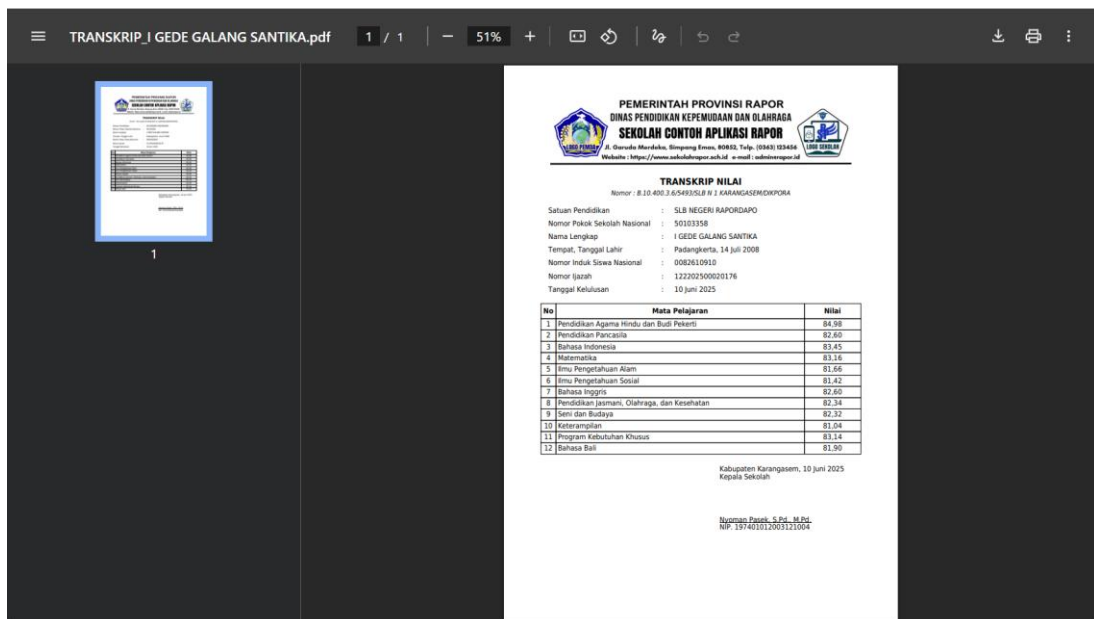 TRANSKRIP_I GEDE GALANG SANTIKA.pdf
1 / 1
51%
1
PEMERINTAH PROVINSI RAPOR
DINAS PENDIDIKAN KEPEMUDAAN DAN OLAHRAGA
SEKOLAH CONTOH APLIKASI RAPOR
Jl. Garuda Merdeka, Simpang Emas, 80852, Telp. (0363) 123456
Website : https://www.sekolahrapor.sch.id e-mail : adminerapor.id
LOGO PEMDA
LOGO SEKOLAH
TRANSKRIP NILAI
Nomor : B.10.400.3.6/5493/SLB N 1 KARANGASEM/DIKPORA
Satuan Pendidikan : SLB NEGERI RAPORDAPO
Nomor Pokok Sekolah Nasional : 50103358
Nama Lengkap : I GEDE GALANG SANTIKA
Tempat, Tanggal Lahir : Padangkerta, 14 Juli 2008
Nomor Induk Siswa Nasional : 0082610910
Nomor Ijazah : 122202500020176
Tanggal Kelulusan : 10 Juni 2025
No Mata Pelajaran Nilai
1 Pendidikan Agama Hindu dan Budi Pekerti 84,98
2 Pendidikan Pancasila 82,60
3 Bahasa Indonesia 83,45
4 Matematika 83,16
5 Ilmu Pengetahuan Alam 81,66
6 Ilmu Pengetahuan Sosial 81,42
7 Bahasa Inggris 82,60
8 Pendidikan Jasmani, Olahraga, dan Kesehatan 82,34
9 Seni dan Budaya 82,32
10 Keterampilan 81,04
11 Program Kebutuhan Khusus 83,14
12 Bahasa Bali 81,90
Kabupaten Karangasem, 10 Juni 2025
Kepala Sekolah
Nyoman Pasek, S.Pd., M.Pd.
NIP. 197401012003121004